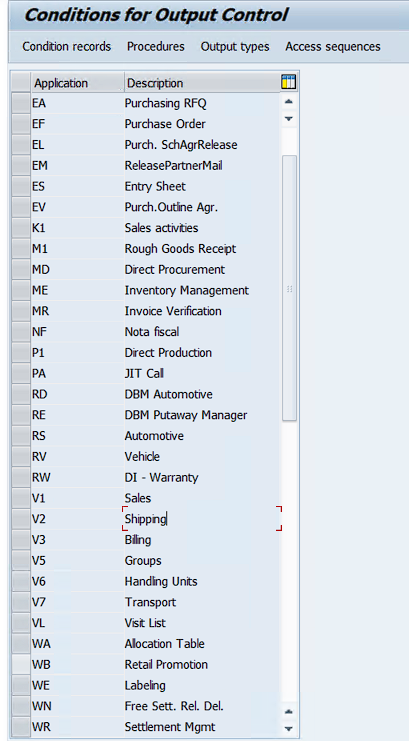 Conditions for Output Control
Condition records Procedures Output types Access sequences
Application Description
EA Purchasing RFQ
EF Purchase Order
EL Purch. SchAgrRelease
EM ReleasePartnerMail
ES Entry Sheet
EV Purch.Outline Agr.
K1 Sales activities
M1 Rough Goods Receipt
MD Direct Procurement
ME Inventory Management
MR Invoice Verification
NF Nota fiscal
P1 Direct Production
PA JIT Call
RD DBM Automotive
RE DBM Putaway Manager
RS Automotive
RV Vehicle
RW DI - Warranty
V1 Sales
V2 Shipping
V3 Billing
V5 Groups
V6 Handling Units
V7 Transport
VL Visit List
WA Allocation Table
WB Retail Promotion
WE Labeling
WN Free Sett. Rel. Del.
WR Settlement Mgmt